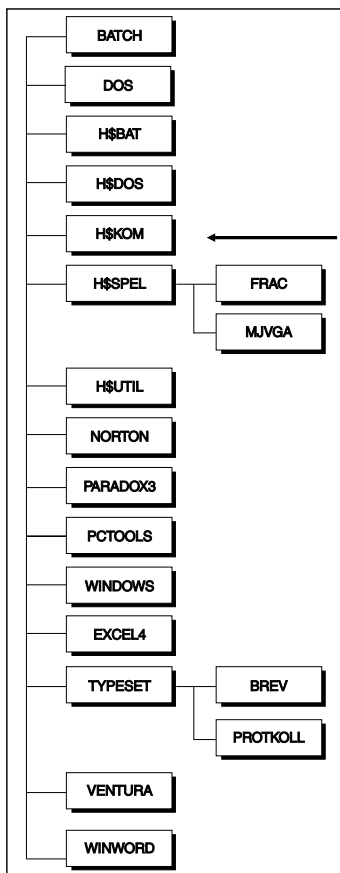 BATCH
DOS
H$BAT
H$DOS
H$KOM
H$SPEL
FRAC
MJVGA
H$UTIL
NORTON
PARADOX3
PCTOOLS
WINDOWS
EXCEL4
TYPESET
BREV
PROTKOLL
VENTURA
WINWORD